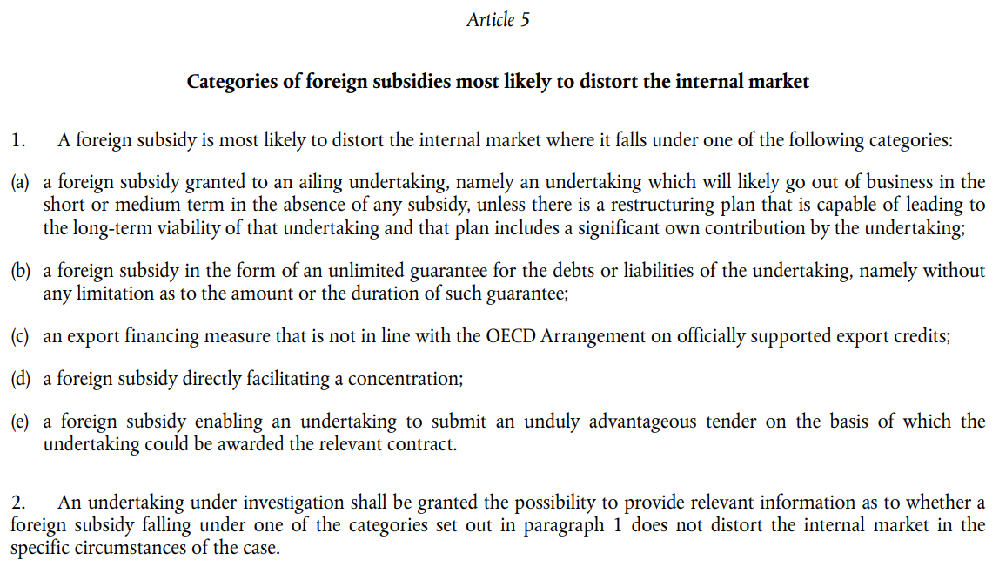 Article 5
Categories of foreign subsidies most likely to distort the internal market
1. A foreign subsidy is most likely to distort the internal market where it falls under one of the following categories:
(a) a foreign subsidy granted to an ailing undertaking, namely an undertaking which will likely go out of business in the
short or medium term in the absence of any subsidy, unless there is a restructuring plan that is capable of leading to
the long-term viability of that undertaking and that plan includes a significant own contribution by the undertaking;
(b) a foreign subsidy in the form of an unlimited guarantee for the debts or liabilities of the undertaking, namely without
any limitation as to the amount or the duration of such guarantee;
(c) an export financing measure that is not in line with the OECD Arrangement on officially supported export credits;
(d) a foreign subsidy directly facilitating a concentration;
(e) a foreign subsidy enabling an undertaking to submit an unduly advantageous tender on the basis of which the
undertaking could be awarded the relevant contract.
2. An undertaking under investigation shall be granted the possibility to provide relevant information as to whether a
foreign subsidy falling under one of the categories set out in paragraph 1 does not distort the internal market in the
specific circumstances of the case.